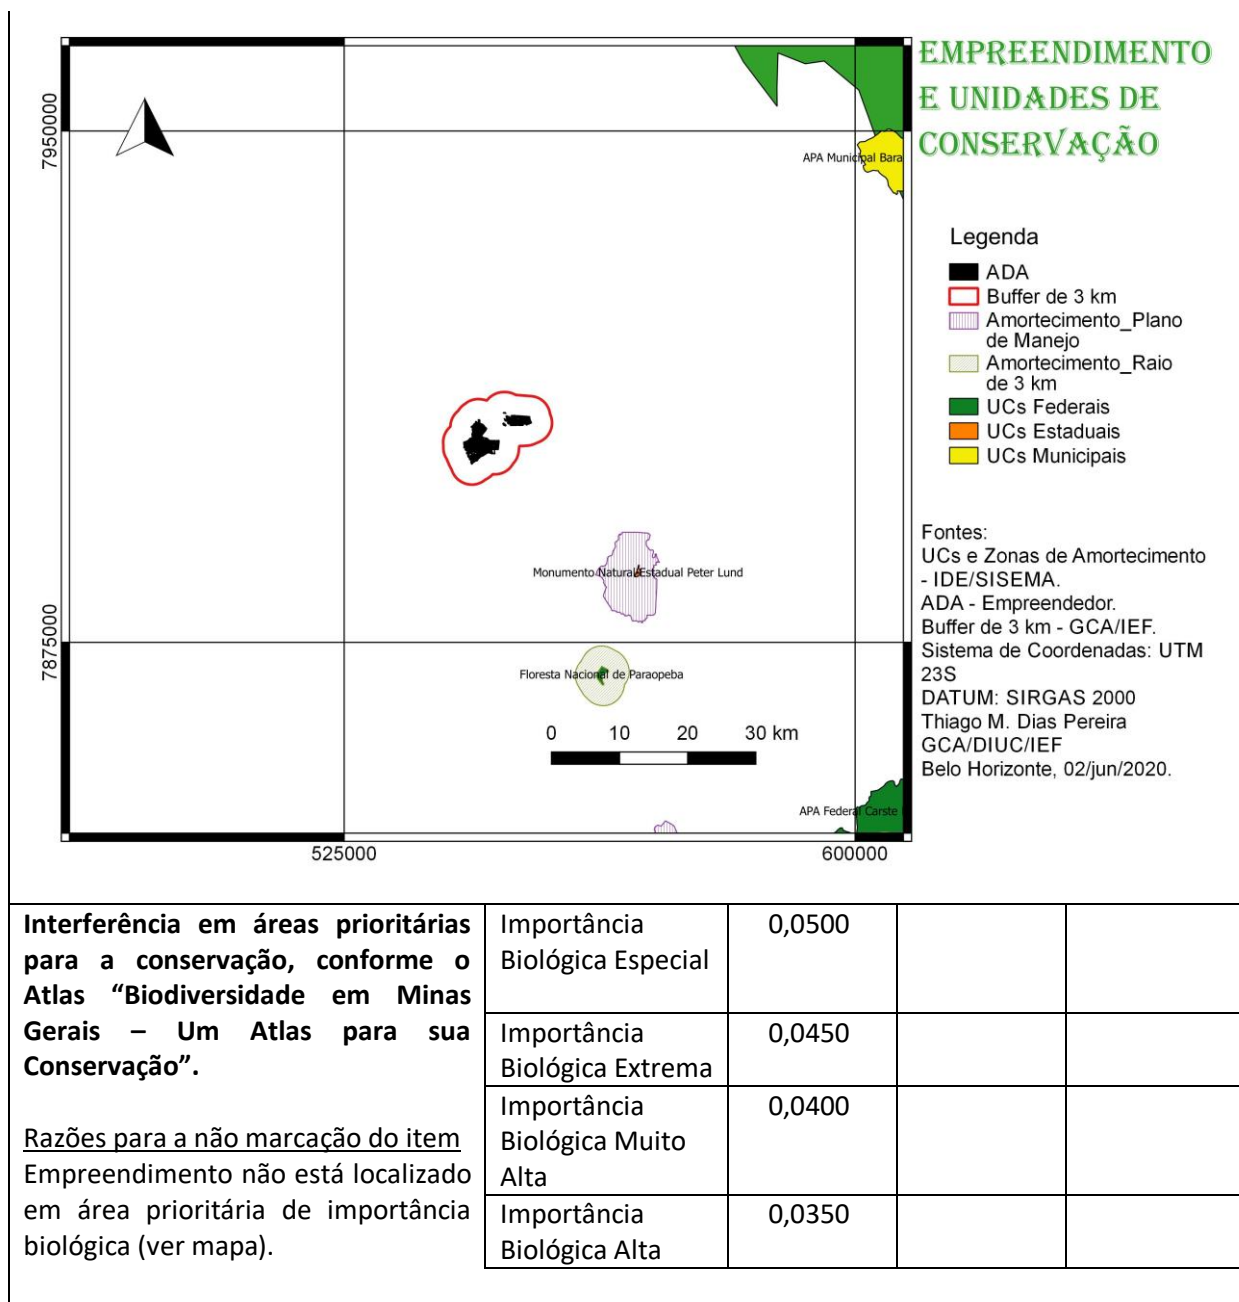 EMPREENDIMENTO
E UNIDADES DE
CONSERVAÇÃO
7950000
7875000
525000
600000
APA Municipal Bara
Monumento Natural Estadual Peter Lund
Floresta Nacional de Paraopeba
0 10 20 30 km
APA Federal Carste
Legenda
ADA
Buffer de 3 km
Amortecimento_Plano
de Manejo
Amortecimento_Raio
de 3 km
UCs Federais
UCs Estaduais
UCs Municipais
Fontes:
UCs e Zonas de Amortecimento
- IDE/SISEMA.
ADA - Empreendedor.
Buffer de 3 km - GCA/IEF.
Sistema de Coordenadas: UTM
23S
DATUM: SIRGAS 2000
Thiago M. Dias Pereira
GCA/DIUC/IEF
Belo Horizonte, 02/jun/2020.
Interferência em áreas prioritárias
para a conservação, conforme o
Atlas “Biodiversidade em Minas
Gerais – Um Atlas para sua
Conservação”.
Razões para a não marcação do item
Empreendimento não está localizado
em área prioritária de importância
biológica (ver mapa).
Importância
Biológica Especial
0,0500
Importância
Biológica Extrema
0,0450
Importância
Biológica Muito
Alta
0,0400
Importância
Biológica Alta
0,0350